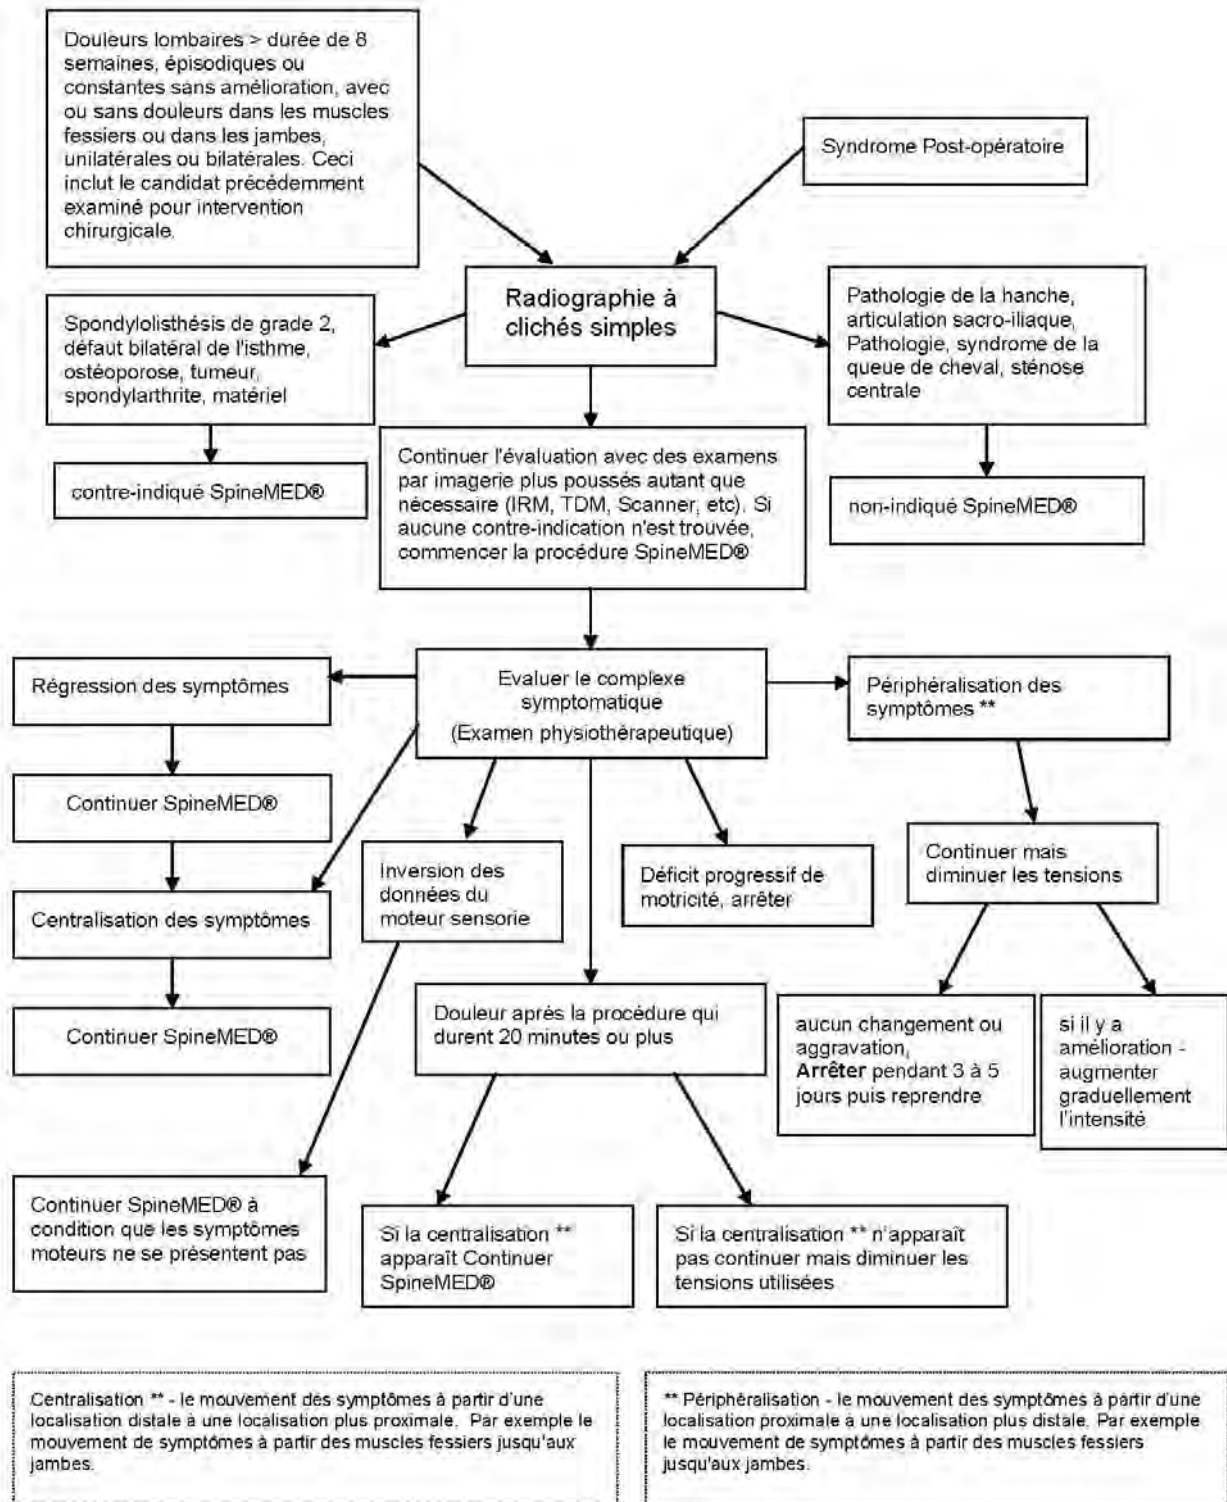 Douleurs lombaires > durée de 8
semaines, épisodiques ou
constantes sans amélioration, avec
ou sans douleurs dans les muscles
fessiers ou dans les jambes,
unilatérales ou bilatérales. Ceci
inclut le candidat précédemment
examiné pour intervention
chirurgicale.
Syndrome Post-opératoire
Radiographie à
clichés simples
Spondylolisthésis de grade 2,
défaut bilatéral de l'isthme,
ostéoporose, tumeur,
spondylarthrite, matériel
Pathologie de la hanche,
articulation sacro-iliaque,
Pathologie, syndrome de la
queue de cheval, sténose
centrale
contre-indiqué SpineMED®
Continuer l'évaluation avec des examens
par imagerie plus poussés autant que
nécessaire (IRM, TDM, Scanner, etc). Si
aucune contre-indication n'est trouvée,
commencer la procédure SpineMED®
non-indiqué SpineMED®
Régression des symptômes
Evaluer le complexe
symptomatique
(Examen physiothérapeutique)
Périphéralisation des
symptômes **
Continuer SpineMED®
Continuer mais
diminuer les tensions
Inversion des
données du
moteur sensorie
Déficit progressif de
motricité, arrêter
Centralisation des symptômes
Continuer SpineMED®
Douleur après la procédure qui
durent 20 minutes ou plus
aucun changement ou
aggravation,
Arrêter pendant 3 à 5
jours puis reprendre
si il y a
amélioration -
augmenter
graduellement
l'intensité
Continuer SpineMED® à
condition que les symptômes
moteurs ne se présentent pas
Si la centralisation **
apparaît Continuer
SpineMED®
Si la centralisation ** n'apparaît
pas continuer mais diminuer les
tensions utilisées
Centralisation ** - le mouvement des symptômes à partir d'une
localisation distale à une localisation plus proximale. Par exemple le
mouvement de symptômes à partir des muscles fessiers jusqu'aux
jambes.
** Périphéralisation - le mouvement des symptômes à partir d'une
localisation proximale à une localisation plus distale. Par exemple
le mouvement de symptômes à partir des muscles fessiers
jusqu'aux jambes.